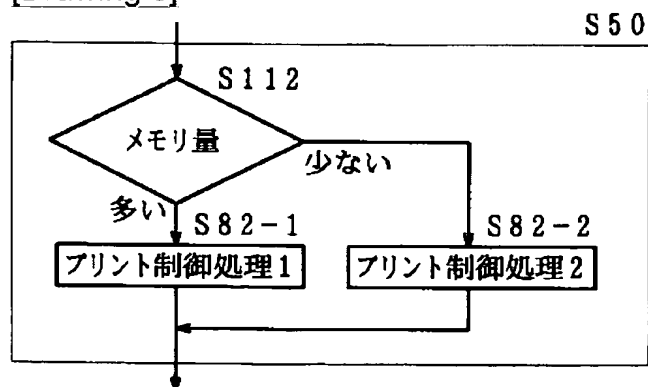 S50
S112
メモリ量
少ない
多い
S82-1
S82-2
プリント制御処理1
プリント制御処理2